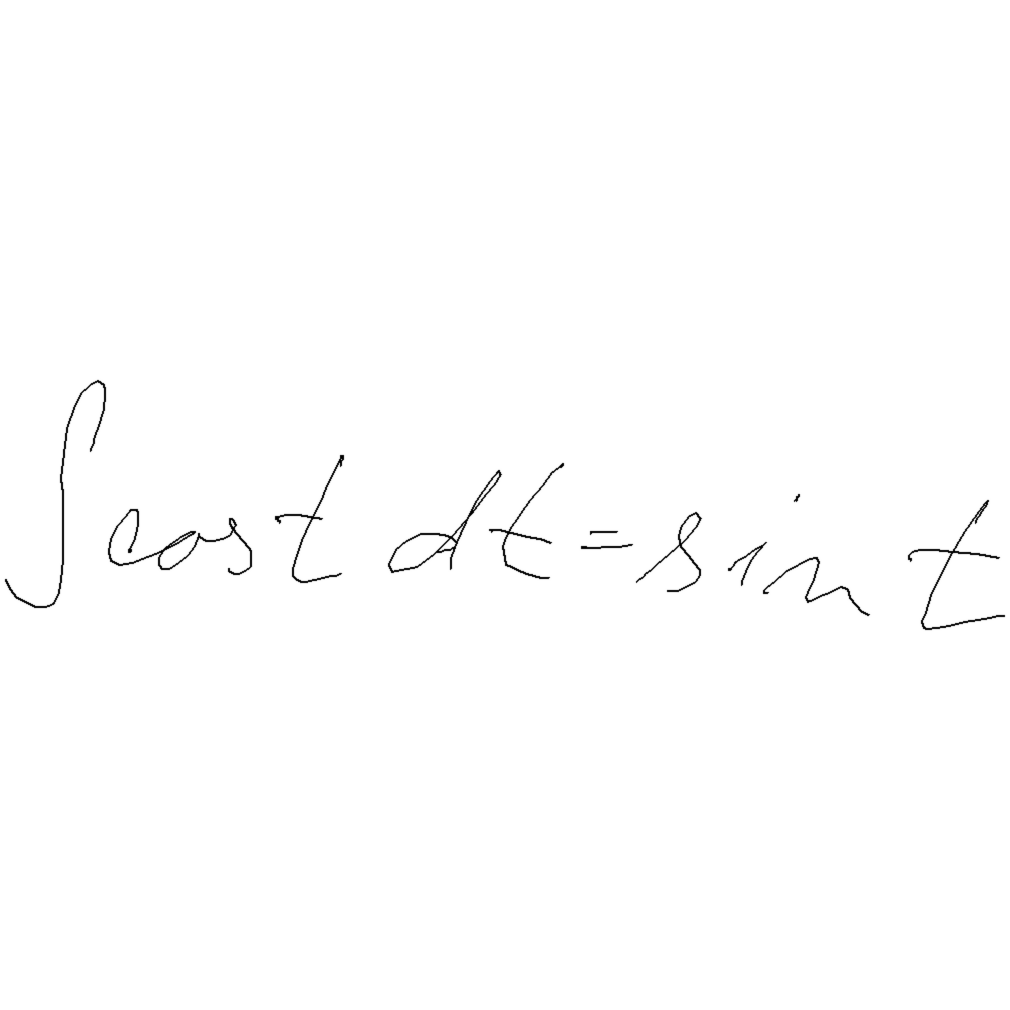 ∫cos t dt = sin t